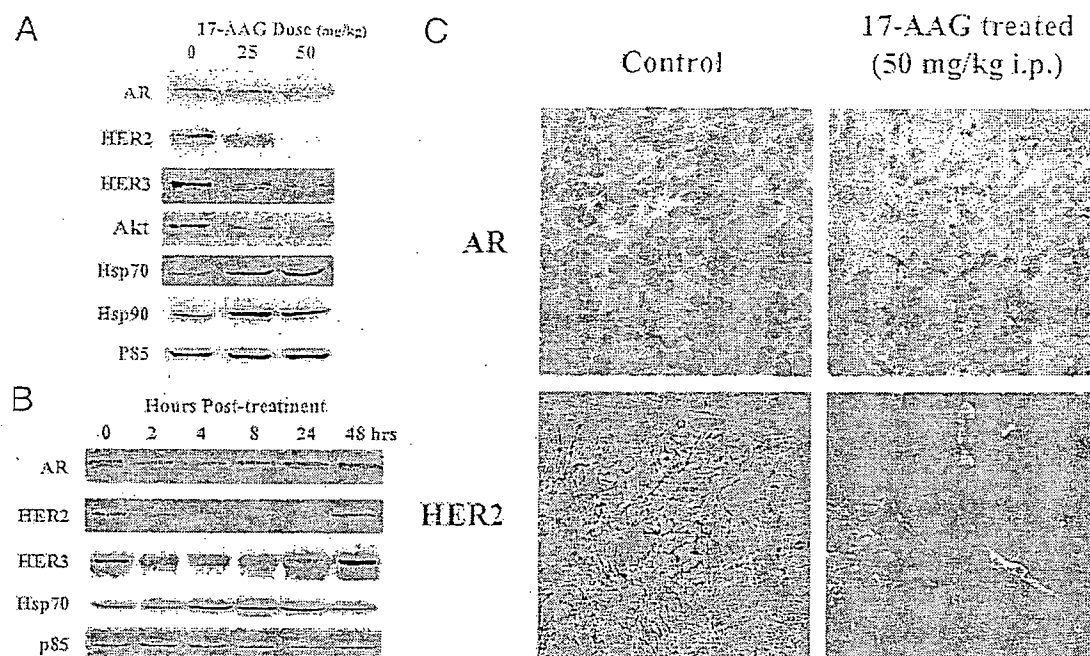 A
17-AAG Dose (mg/kg)
0 25 50
AR
HER2
HER3
Akt
Hsp70
Hsp90
P85
B
Hours Post-treatment
0 2 4 8 24 48 hrs
AR
HER2
HER3
Hsp70
p85
C
Control
17-AAG treated
(50 mg/kg i.p.)
AR
HER2